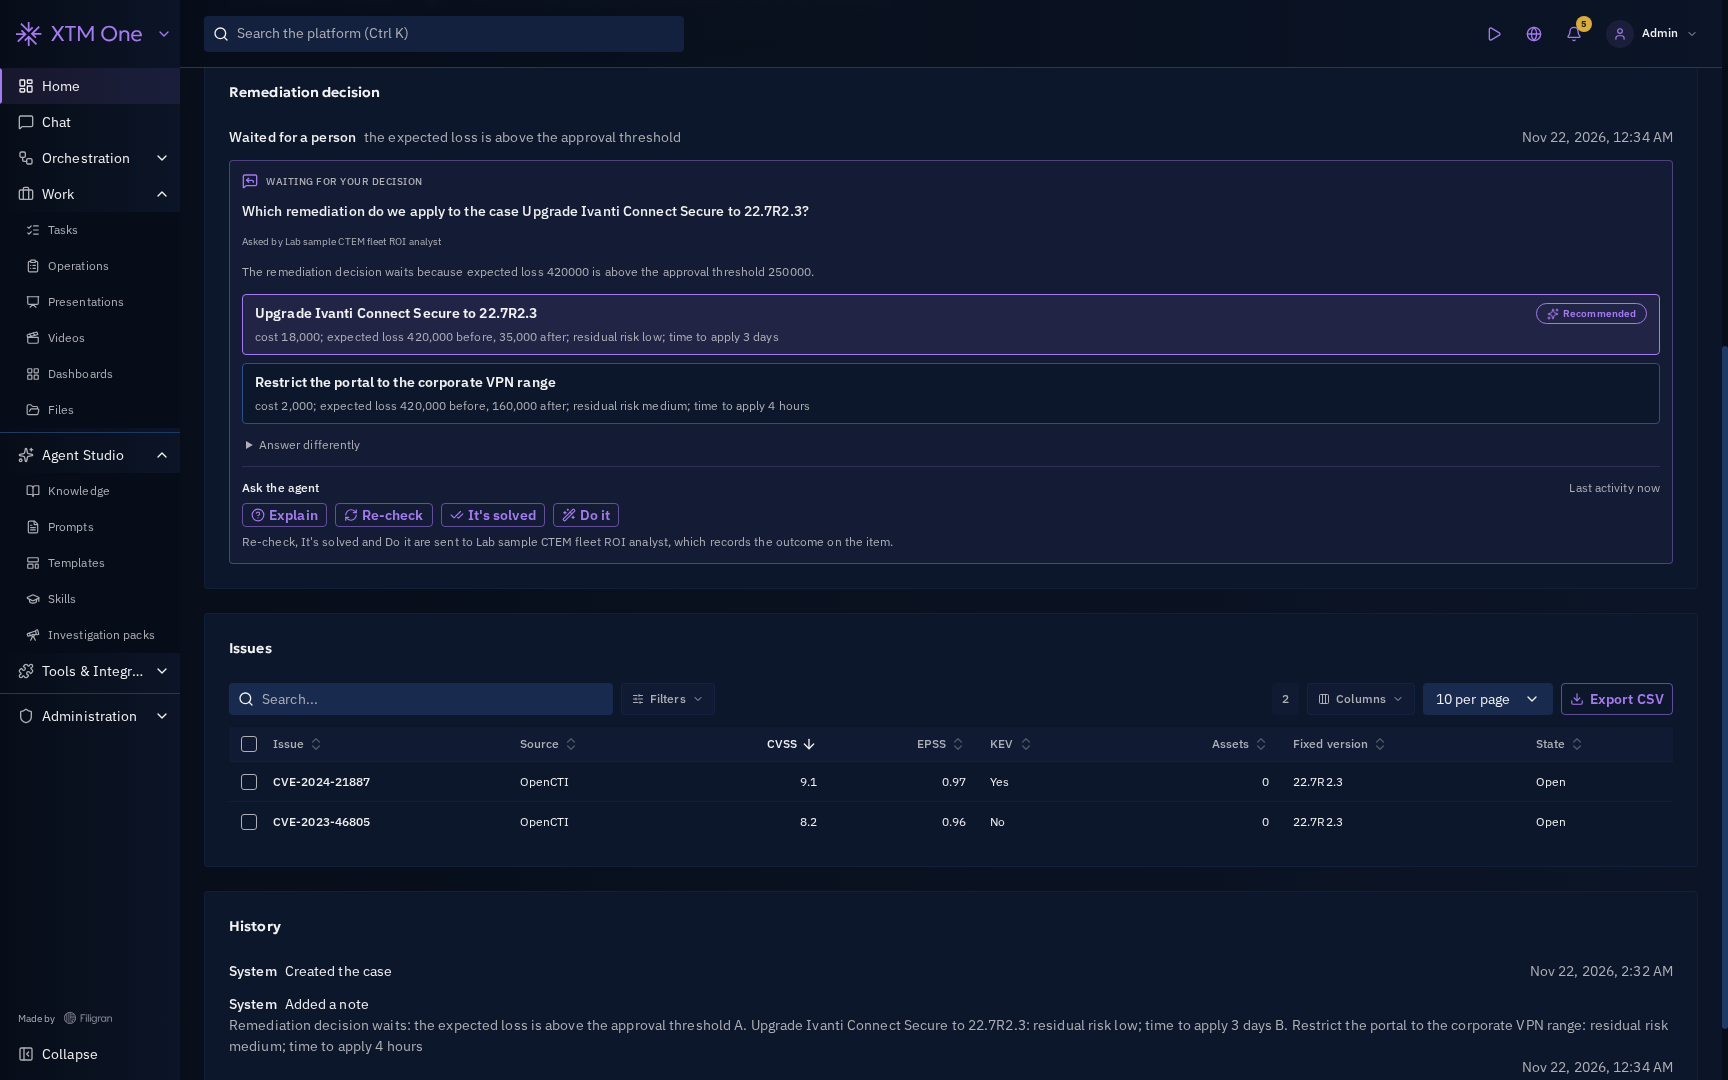 XTM One
Search the platform (Ctrl K)
5
Admin
Home
Chat
Orchestration
Work
Tasks
Operations
Presentations
Videos
Dashboards
Files
Agent Studio
Knowledge
Prompts
Templates
Skills
Investigation packs
Tools & Integr...
Administration
Made by Filigran
Collapse
Remediation decision
Waited for a person the expected loss is above the approval threshold Nov 22, 2026, 12:34 AM
WAITING FOR YOUR DECISION
Which remediation do we apply to the case Upgrade Ivanti Connect Secure to 22.7R2.3?
Asked by Lab sample CTEM fleet ROI analyst
The remediation decision waits because expected loss 420000 is above the approval threshold 250000.
Upgrade Ivanti Connect Secure to 22.7R2.3 Recommended
cost 18,000; expected loss 420,000 before, 35,000 after; residual risk low; time to apply 3 days
Restrict the portal to the corporate VPN range
cost 2,000; expected loss 420,000 before, 160,000 after; residual risk medium; time to apply 4 hours
Answer differently
Ask the agent Last activity now
Explain Re-check It's solved Do it
Re-check, It's solved and Do it are sent to Lab sample CTEM fleet ROI analyst, which records the outcome on the item.
Issues
Search... Filters 2 Columns 10 per page Export CSV
Issue Source CVSS EPSS KEV Assets Fixed version State
CVE-2024-21887 OpenCTI 9.1 0.97 Yes 0 22.7R2.3 Open
CVE-2023-46805 OpenCTI 8.2 0.96 No 0 22.7R2.3 Open
History
System Created the case Nov 22, 2026, 2:32 AM
System Added a note
Remediation decision waits: the expected loss is above the approval threshold A. Upgrade Ivanti Connect Secure to 22.7R2.3: residual risk low; time to apply 3 days B. Restrict the portal to the corporate VPN range: residual risk
medium; time to apply 4 hours
Nov 22, 2026, 12:34 AM